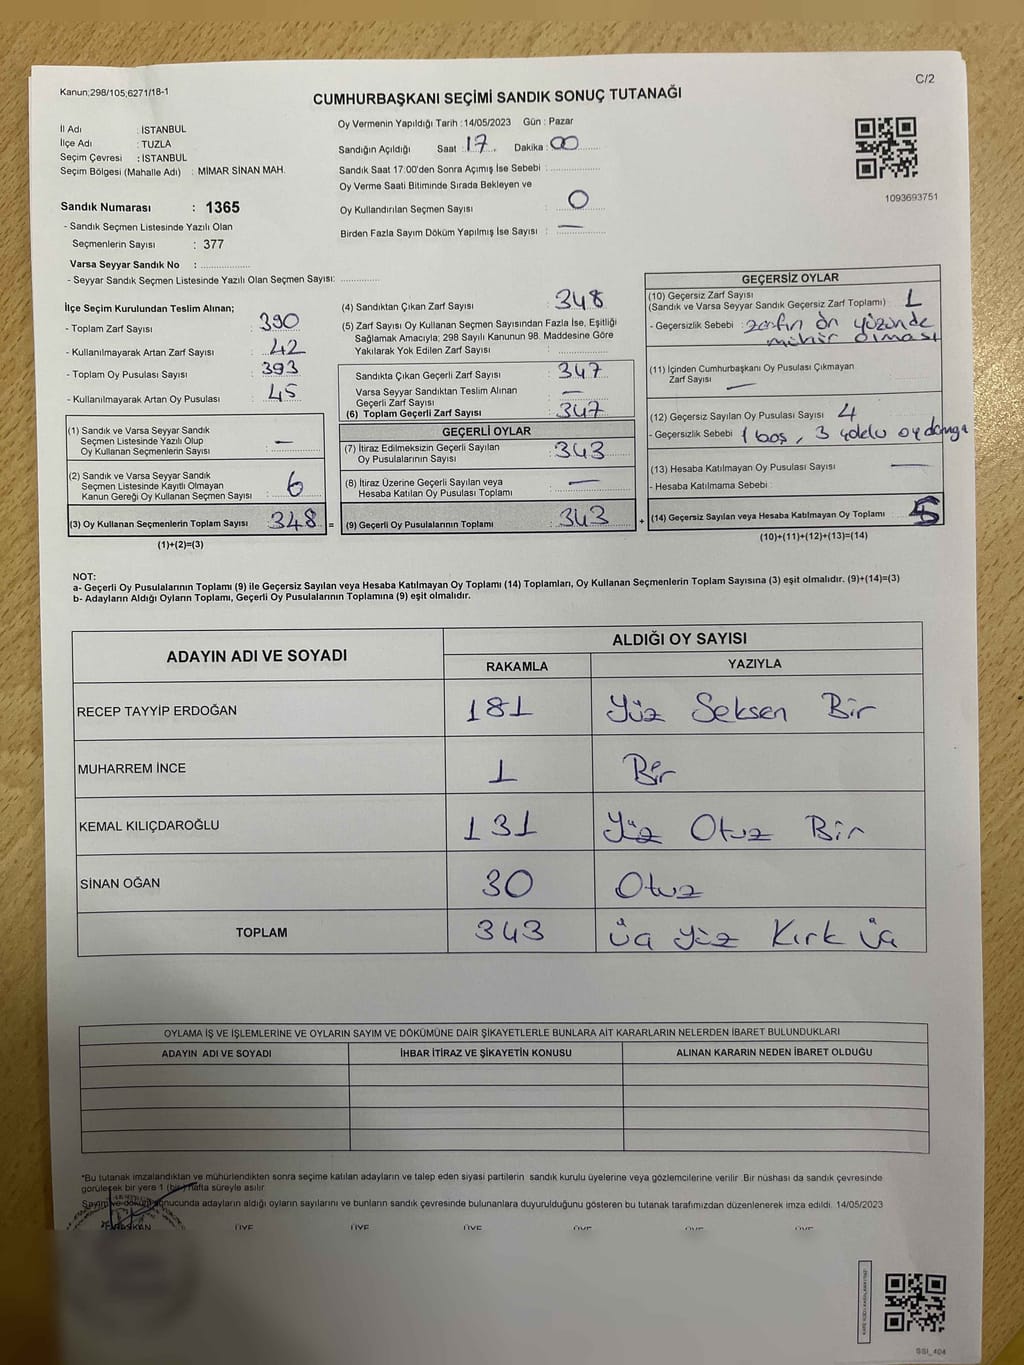 C/2
Kanun;298/105;6271/18-1
CUMHURBAŞKANI SEÇİMİ SANDIK SONUÇ TUTANAĞI
İl Adı : İSTANBUL
İlçe Adı : TUZLA
Seçim Çevresi : İSTANBUL
Seçim Bölgesi (Mahalle Adı) : MİMAR SİNAN MAH.
Sandık Numarası : 1365
- Sandık Seçmen Listesinde Yazılı Olan
Seçmenlerin Sayısı : 377
Varsa Seyyar Sandık No :
- Seyyar Sandık Seçmen Listesinde Yazılı Olan Seçmen Sayısı:
Oy Vermenin Yapıldığı Tarih : 14/05/2023 Gün : Pazar
Sandığın Açıldığı Saat : 17 Dakika : 00
Sandık Saat 17:00'den Sonra Açımış İse Sebebi :
Oy Verme Saati Bitiminde Sırada Bekleyen ve
Oy Kullandırılan Seçmen Sayısı : 0
Birden Fazla Sayım Döküm Yapılmış İse Sayısı : —
1093693751
İlçe Seçim Kurulundan Teslim Alınan;
- Toplam Zarf Sayısı : 390
- Kullanılmayarak Artan Zarf Sayısı : 42
- Toplam Oy Pusulası Sayısı : 393
- Kullanılmayarak Artan Oy Pusulası : 45
(1) Sandık ve Varsa Seyyar Sandık
Seçmen Listesinde Yazılı Olup
Oy Kullanan Seçmenlerin Sayısı : —
(2) Sandık ve Varsa Seyyar Sandık
Seçmen Listesinde Kayıtlı Olmayan
Kanun Gereği Oy Kullanan Seçmen Sayısı : 6
(3) Oy Kullanan Seçmenlerin Toplam Sayısı : 348 =
(1)+(2)=(3)
(4) Sandıktan Çıkan Zarf Sayısı : 348
(5) Zarf Sayısı Oy Kullanan Seçmen Sayısından Fazla İse, Eşitliği
Sağlamak Amacıyla; 298 Sayılı Kanunun 98. Maddesine Göre
Yakılarak Yok Edilen Zarf Sayısı :
Sandıkta Çıkan Geçerli Zarf Sayısı : 347
Varsa Seyyar Sandıktan Teslim Alınan
Geçerli Zarf Sayısı : —
(6) Toplam Geçerli Zarf Sayısı : 347
GEÇERLİ OYLAR
(7) İtiraz Edilmeksizin Geçerli Sayılan
Oy Pusulalarının Sayısı : 343
(8) İtiraz Üzerine Geçerli Sayılan veya
Hesaba Katılan Oy Pusulası Toplamı : —
(9) Geçerli Oy Pusulalarının Toplamı : 343 +
GEÇERSİZ OYLAR
(10) Geçersiz Zarf Sayısı
(Sandık ve Varsa Seyyar Sandık Geçersiz Zarf Toplamı) : 1
- Geçersizlik Sebebi : zarfın ön yüzünde
mühür olması
(11) İçinden Cumhurbaşkanı Oy Pusulası Çıkmayan
Zarf Sayısı —
(12) Geçersiz Sayılan Oy Pusulası Sayısı 4
- Geçersizlik Sebebi : 1 boş, 3
(13) Hesaba Katılmayan Oy Pusulası Sayısı —
- Hesaba Katılmama Sebebi :
(14) Geçersiz Sayılan veya Hesaba Katılmayan Oy Toplamı 5
(10)+(11)+(12)+(13)=(14)
NOT:
a- Geçerli Oy Pusulalarının Toplamı (9) ile Geçersiz Sayılan veya Hesaba Katılmayan Oy Toplamı (14) Toplamları, Oy Kullanan Seçmenlerin Toplam Sayısına (3) eşit olmalıdır. (9)+(14)=(3)
b- Adayların Aldığı Oyların Toplamı, Geçerli Oy Pusulalarının Toplamına (9) eşit olmalıdır.
ADAYIN ADI VE SOYADI
ALDIĞI OY SAYISI
RAKAMLA YAZIYLA
RECEP TAYYİP ERDOĞAN 181 Yüz Seksen Bir
MUHARREM İNCE 1 Bir
KEMAL KILIÇDAROĞLU 131 Yüz Otuz Bir
SİNAN OĞAN 30 Otuz
TOPLAM 343 Üç Yüz Kırk Üç
OYLAMA İŞ VE İŞLEMLERİNE VE OYLARIN SAYIM VE DÖKÜMÜNE DAİR ŞİKAYETLERLE BUNLARA AİT KARARLARIN NELERDEN İBARET BULUNDUKLARI
ADAYIN ADI VE SOYADI İHBAR İTİRAZ VE ŞİKAYETİN KONUSU ALINAN KARARIN NEDEN İBARET OLDUĞU
*Bu tutanak imzalandıktan ve mühürlendikten sonra seçime katılan adayların ve talep eden siyasi partilerin sandık kurulu üyelerine veya gözlemcilerine verilir. Bir nüshası da sandık çevresinde
görülecek bir yere 1 (bir) hafta süreyle asılır.
Sayım ve döküm sonucunda adayların aldığı oyların sayılarını ve bunların sandık çevresinde bulunanlara duyurulduğunu gösteren bu tutanak tarafımızdan düzenlenerek imza edildi. 14/05/2023
BAŞKAN ÜYE ÜYE ÜYE ÜYE ÜYE ÜYE
SSI_404